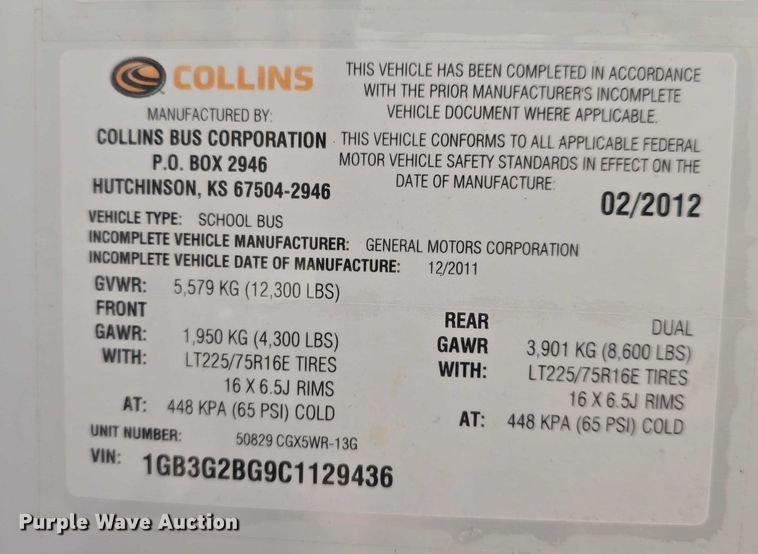 COLLINS
MANUFACTURED BY:
COLLINS BUS CORPORATION
P.O. BOX 2946
HUTCHINSON, KS 67504-2946
THIS VEHICLE HAS BEEN COMPLETED IN ACCORDANCE
WITH THE PRIOR MANUFACTURER'S INCOMPLETE
VEHICLE DOCUMENT WHERE APPLICABLE.
THIS VEHICLE CONFORMS TO ALL APPLICABLE FEDERAL
MOTOR VEHICLE SAFETY STANDARDS IN EFFECT ON THE
DATE OF MANUFACTURE:
02/2012
VEHICLE TYPE: SCHOOL BUS
INCOMPLETE VEHICLE MANUFACTURER: GENERAL MOTORS CORPORATION
INCOMPLETE VEHICLE DATE OF MANUFACTURE: 12/2011
GVWR: 5,579 KG (12,300 LBS)
FRONT
GAWR: 1,950 KG (4,300 LBS)
WITH: LT225/75R16E TIRES
16 X 6.5J RIMS
AT: 448 KPA (65 PSI) COLD
REAR DUAL
GAWR 3,901 KG (8,600 LBS)
WITH: LT225/75R16E TIRES
16 X 6.5J RIMS
AT: 448 KPA (65 PSI) COLD
UNIT NUMBER: 50829 CGX5WR-13G
VIN: 1GB3G2BG9C1129436
Purple Wave Auction